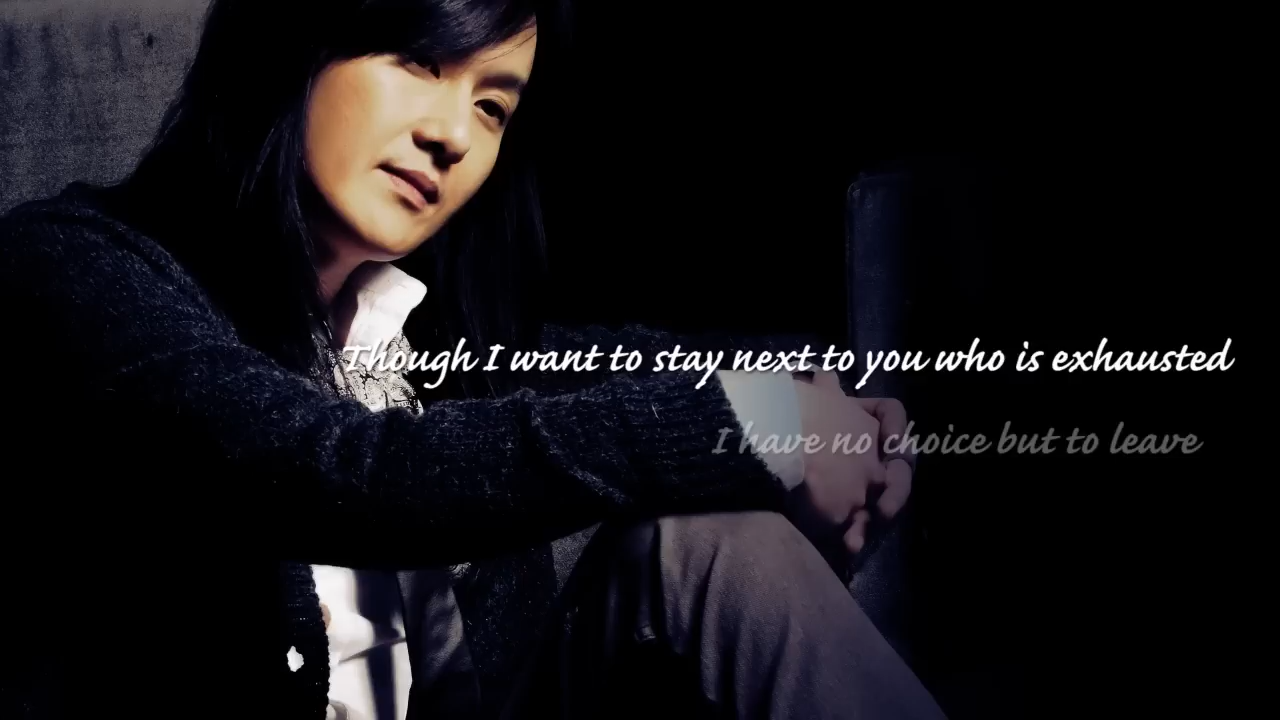 Though I want to stay next to you who is exhausted
I have no choice but to leave